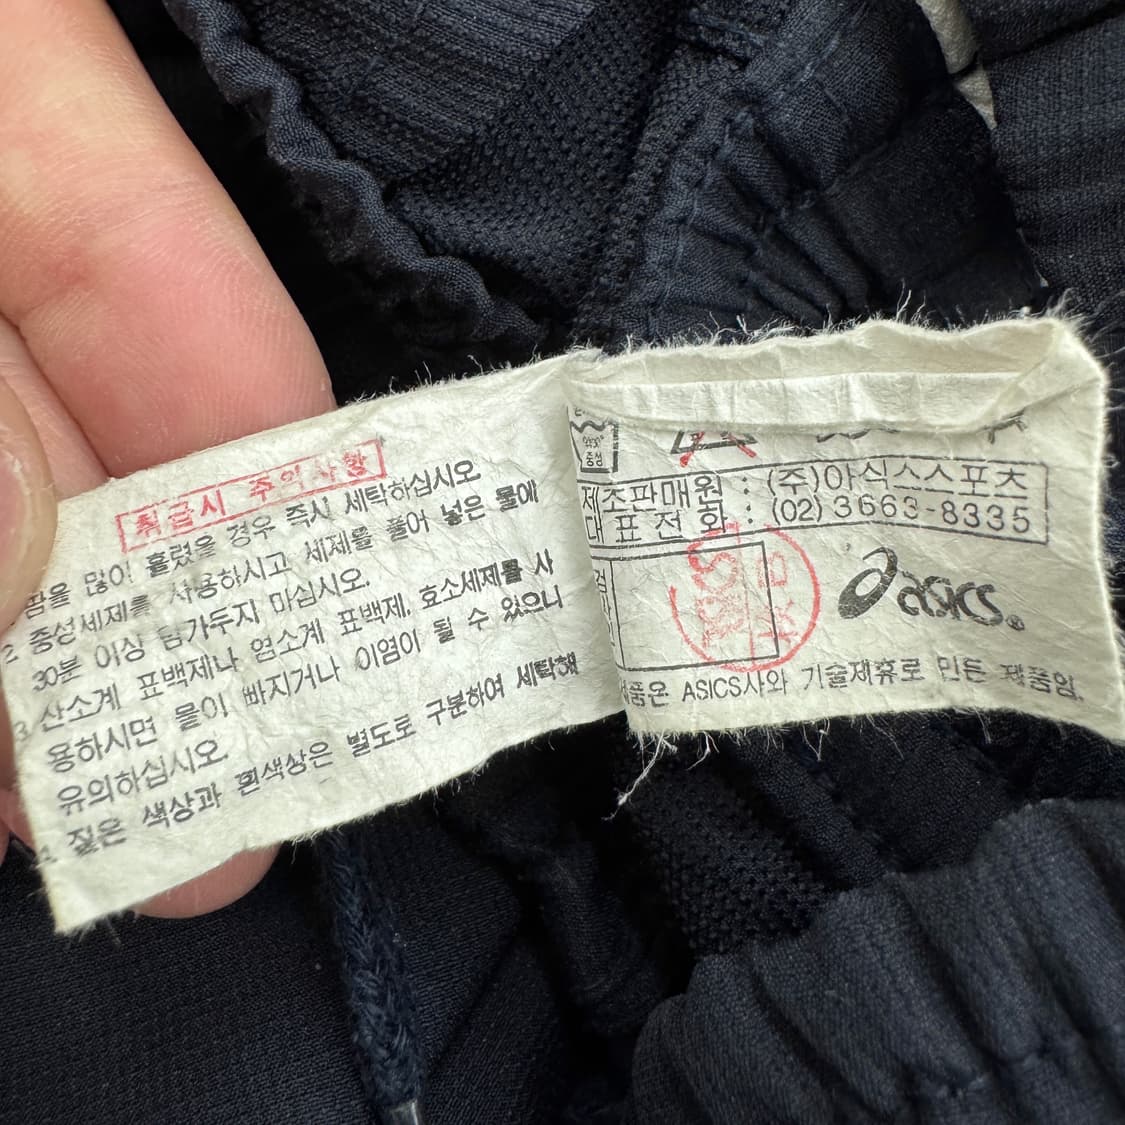 취급시 주의사항
땀을 많이 흘렸을 경우 즉시 세탁하십시오
2. 중성세제를 사용하시고 세제를 풀어 넣은 물에
30분 이상 담가두지 마십시오.
3. 산소계 표백제나 염소계 표백제, 효소세제를 사
용하시면 물이 빠지거나 이염이 될 수 있으니
유의하십시오.
4. 짙은 색상과 흰색상은 별도로 구분하여 세탁해
중성
제조판매원 : (주)아식스스포츠
대표전화 : (02) 3663-8335
asics®
제품은 ASICS사와 기술제휴로 만든 제품임.